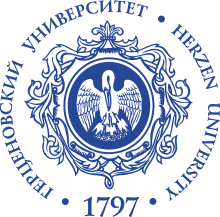 ГЕРЦЕНОВСКИЙ УНИВЕРСИТЕТ • HERZEN UNIVERSITY
• 1797 •